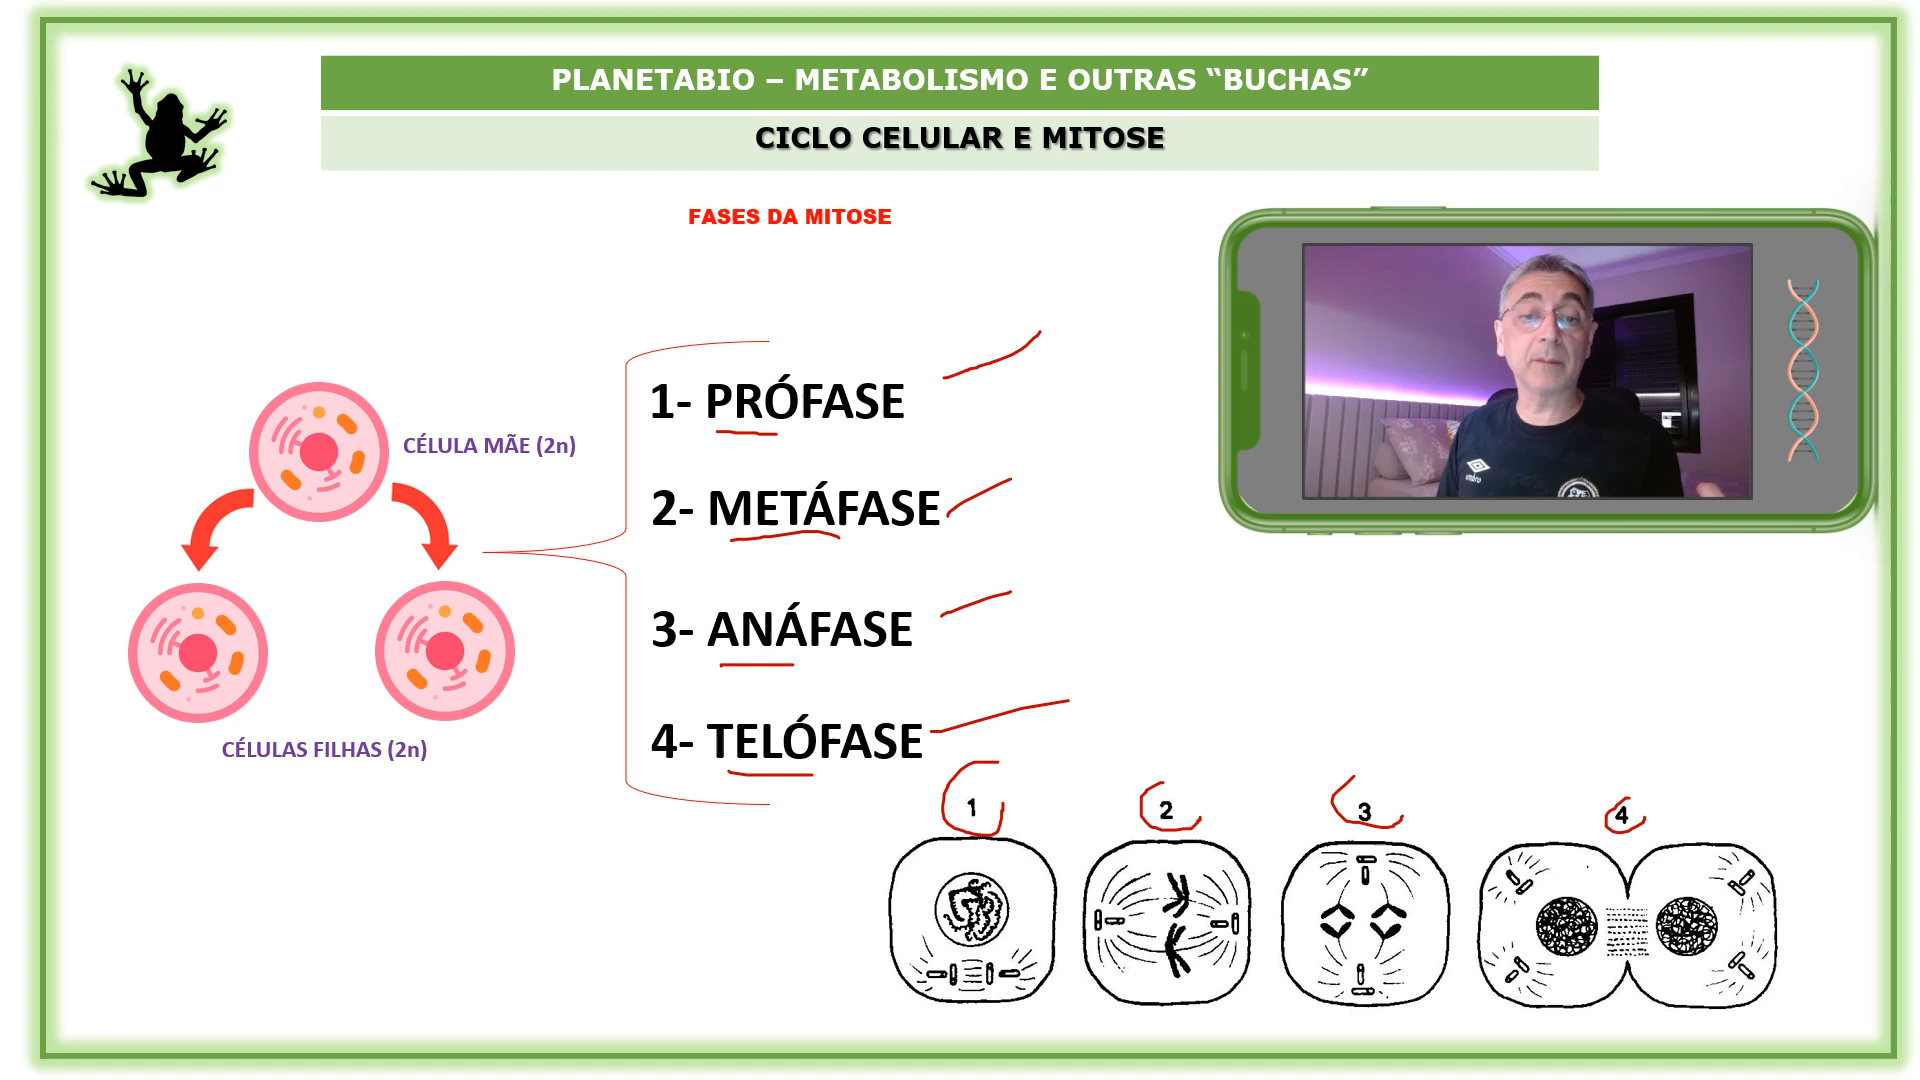 PLANETABIO – METABOLISMO E OUTRAS “BUCHAS”
CICLO CELULAR E MITOSE
FASES DA MITOSE
CÉLULA MÃE (2n)
CÉLULAS FILHAS (2n)
1- PRÓFASE
2- METÁFASE
3- ANÁFASE
4- TELÓFASE
umbro
1
2
3
4